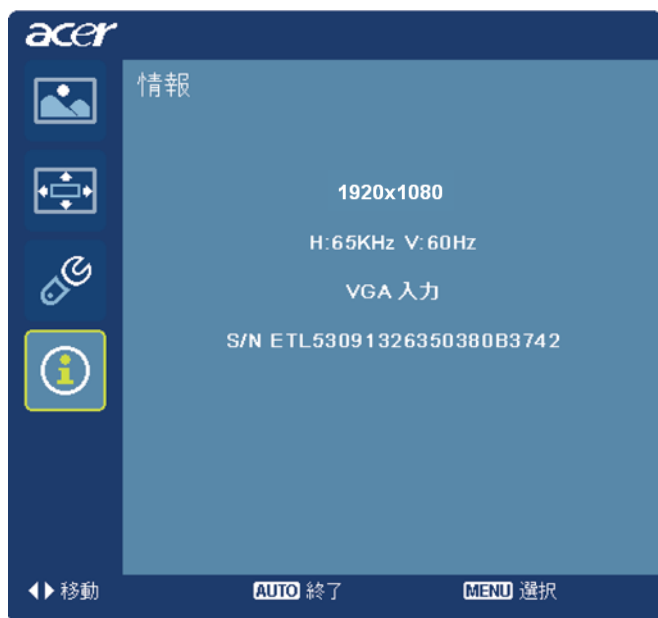 acer
情報
1920x1080
H:65KHz V:60Hz
VGA 入力
S/N ETL53091326350380B3742
移動
AUTO 終了
MENU 選択